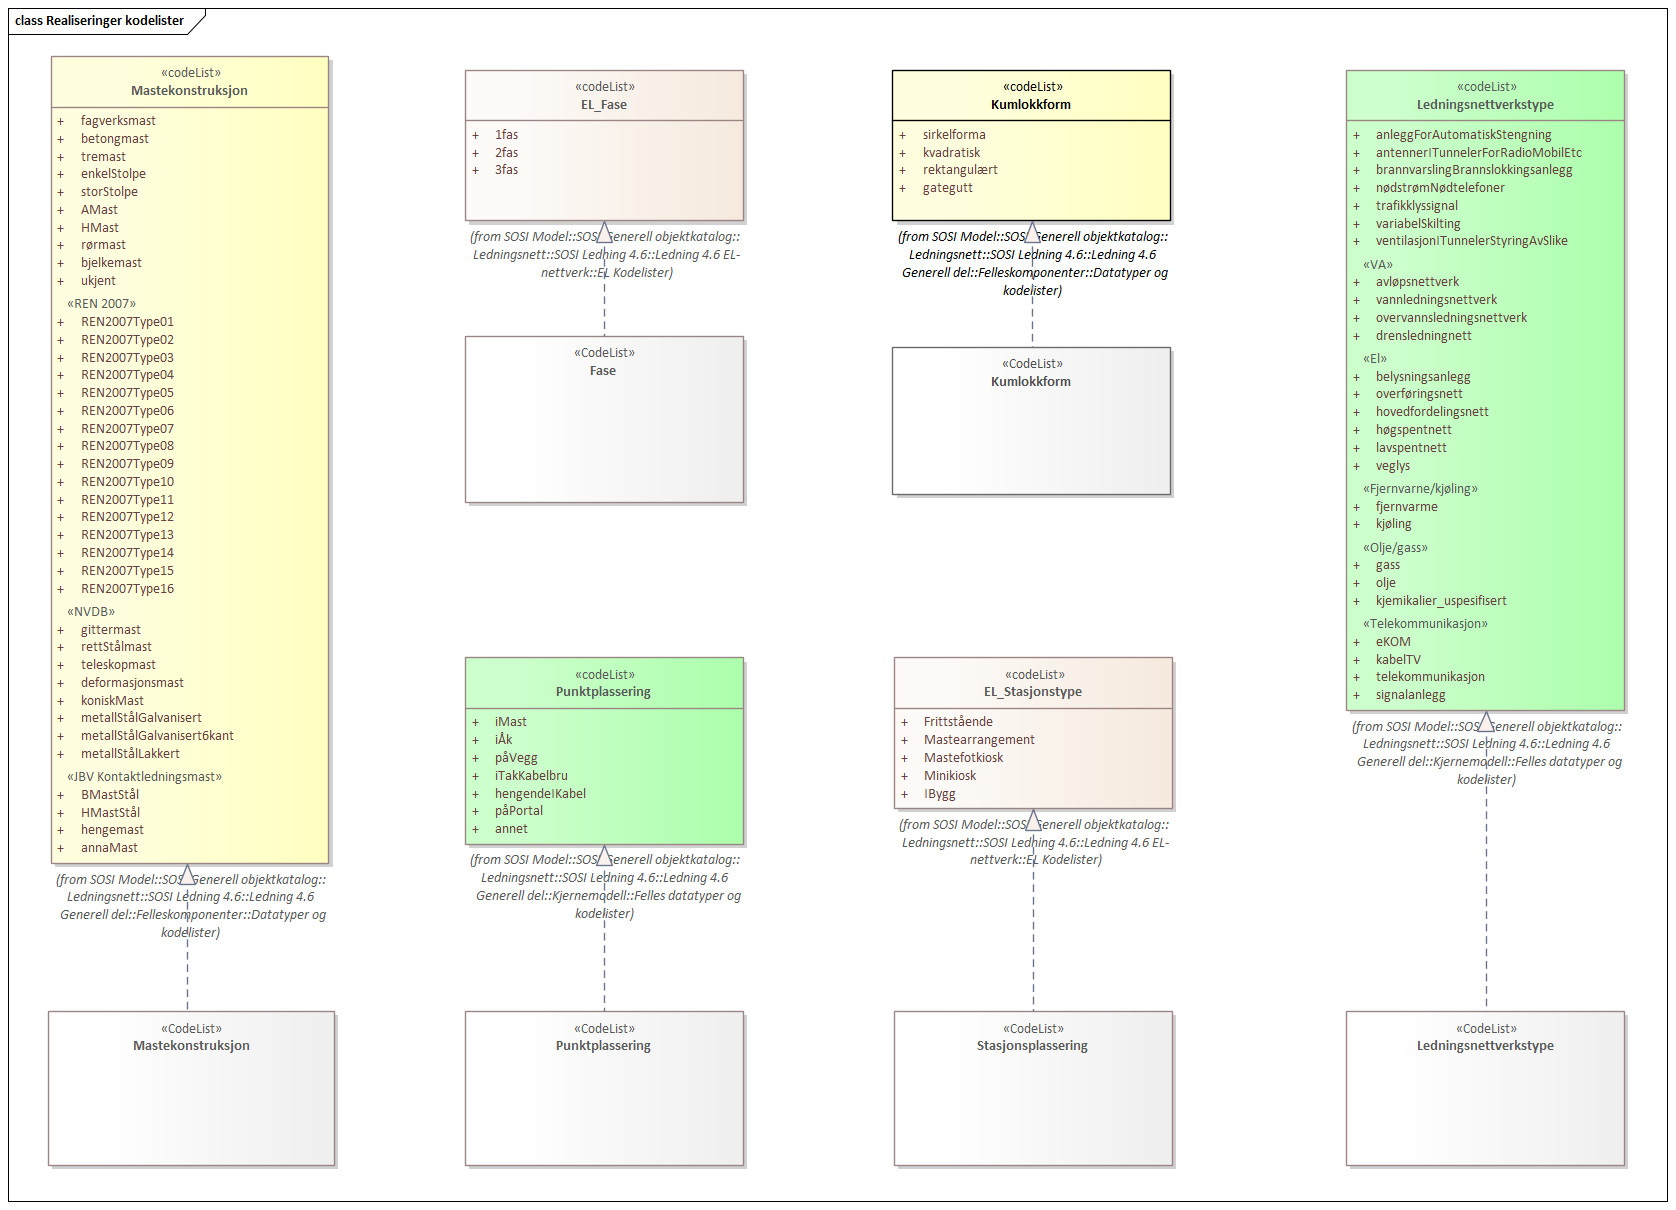 class Realiseringer kodelister
«codeList»
Mastekonstruksjon
+ fagverksmast
+ betongmast
+ tremast
+ enkelStolpe
+ storStolpe
+ AMast
+ HMast
+ rørmast
+ bjelkemast
+ ukjent
«REN 2007»
+ REN2007Type01
+ REN2007Type02
+ REN2007Type03
+ REN2007Type04
+ REN2007Type05
+ REN2007Type06
+ REN2007Type07
+ REN2007Type08
+ REN2007Type09
+ REN2007Type10
+ REN2007Type11
+ REN2007Type12
+ REN2007Type13
+ REN2007Type14
+ REN2007Type15
+ REN2007Type16
«NVDB»
+ gittermast
+ rettStålmast
+ teleskopmast
+ deformasjonsmast
+ koniskMast
+ metallStålGalvanisert
+ metallStålGalvanisert6kant
+ metallStålLakkert
«JBV Kontaktledningsmast»
+ BMastStål
+ HMastStål
+ hengemast
+ annaMast
(from SOSI Model::SOSI Generell objektkatalog::
Ledningsnett::SOSI Ledning 4.6::Ledning 4.6
Generell del::Felleskomponenter::Datatyper og
kodelister)
«CodeList»
Mastekonstruksjon
«codeList»
EL_Fase
+ 1fas
+ 2fas
+ 3fas
(from SOSI Model::SOSI Generell objektkatalog::
Ledningsnett::SOSI Ledning 4.6::Ledning 4.6 EL-
nettverk::EL Kodelister)
«CodeList»
Fase
«codeList»
Kumlokkform
+ sirkelforma
+ kvadratisk
+ rektangulært
+ gategutt
(from SOSI Model::SOSI Generell objektkatalog::
Ledningsnett::SOSI Ledning 4.6::Ledning 4.6
Generell del::Felleskomponenter::Datatyper og
kodelister)
«CodeList»
Kumlokkform
«codeList»
Punktplassering
+ iMast
+ iÅk
+ påVegg
+ iTakKabelbru
+ hengendeIKabel
+ påPortal
+ annet
(from SOSI Model::SOSI Generell objektkatalog::
Ledningsnett::SOSI Ledning 4.6::Ledning 4.6
Generell del::Kjernemodell::Felles datatyper og
kodelister)
«CodeList»
Punktplassering
«codeList»
EL_Stasjonstype
+ Frittstående
+ Mastearrangement
+ Mastefotkiosk
+ Minikiosk
+ IBygg
(from SOSI Model::SOSI Generell objektkatalog::
Ledningsnett::SOSI Ledning 4.6::Ledning 4.6 EL-
nettverk::EL Kodelister)
«CodeList»
Stasjonsplassering
«codeList»
Ledningsnettverkstype
+ anleggForAutomatiskStengning
+ antennerITunnelerForRadioMobilEtc
+ brannvarslingBrannslokkingsanlegg
+ nødstrømNødtelefoner
+ trafikklyssignal
+ variabelSkilting
+ ventilasjonITunnelerStyringAvSlike
«VA»
+ avløpsnettverk
+ vannledningsnettverk
+ overvannsledningsnettverk
+ drensledningnett
«El»
+ belysningsanlegg
+ overføringsnett
+ hovedfordelingsnett
+ høgspentnett
+ lavspentnett
+ veglys
«Fjernvarne/kjøling»
+ fjernvarme
+ kjøling
«Olje/gass»
+ gass
+ olje
+ kjemikalier_uspesifisert
«Telekommunikasjon»
+ eKOM
+ kabelTV
+ telekommunikasjon
+ signalanlegg
(from SOSI Model::SOSI Generell objektkatalog::
Ledningsnett::SOSI Ledning 4.6::Ledning 4.6
Generell del::Kjernemodell::Felles datatyper og
kodelister)
«CodeList»
Ledningsnettverkstype